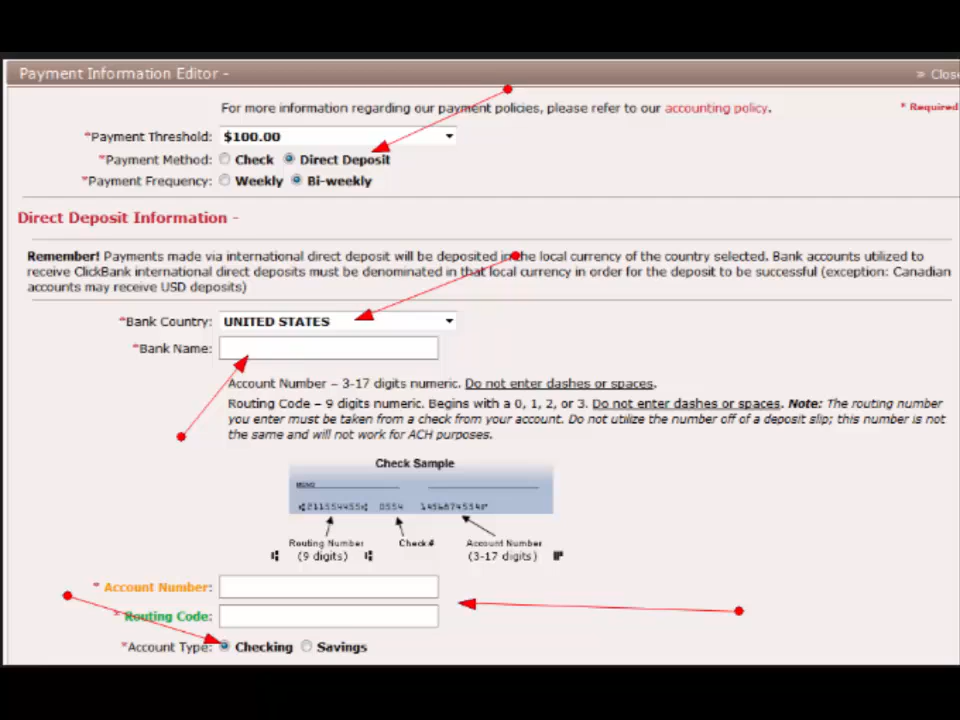 Payment Information Editor -
» Close
For more information regarding our payment policies, please refer to our accounting policy.
* Required
*Payment Threshold: $100.00
*Payment Method: Check Direct Deposit
*Payment Frequency: Weekly Bi-weekly
Direct Deposit Information -
Remember! Payments made via international direct deposit will be deposited in the local currency of the country selected. Bank accounts utilized to
receive ClickBank international direct deposits must be denominated in that local currency in order for the deposit to be successful (exception: Canadian
accounts may receive USD deposits)
*Bank Country: UNITED STATES
*Bank Name:
Account Number – 3-17 digits numeric. Do not enter dashes or spaces.
Routing Code – 9 digits numeric. Begins with a 0, 1, 2, or 3. Do not enter dashes or spaces. Note: The routing number
you enter must be taken from a check from your account. Do not utilize the number off of a deposit slip; this number is not
the same and will not work for ACH purposes.
Check Sample
MEMO
211554455 0554 1456874554
Routing Number Check# Account Number
(9 digits) (3-17 digits)
* Account Number:
* Routing Code:
*Account Type: Checking Savings